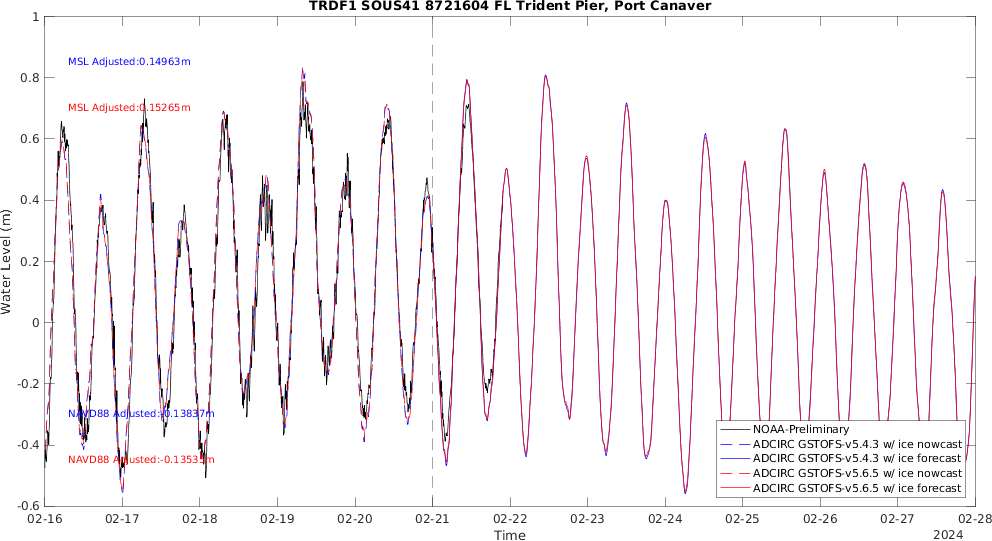 TRDF1 SOUS41 8721604 FL Trident Pier, Port Canaver
1
0.8
0.6
0.4
0.2
0
-0.2
-0.4
-0.6
Water Level (m)
MSL Adjusted:0.14963m
MSL Adjusted:0.15265m
NAVD88 Adjusted:-0.13837m
NAVD88 Adjusted:-0.13535m
NOAA-Preliminary
ADCIRC GSTOFS-v5.4.3 w/ ice nowcast
ADCIRC GSTOFS-v5.4.3 w/ ice forecast
ADCIRC GSTOFS-v5.6.5 w/ ice nowcast
ADCIRC GSTOFS-v5.6.5 w/ ice forecast
02-16 02-17 02-18 02-19 02-20 02-21 02-22 02-23 02-24 02-25 02-26 02-27 02-28
Time
2024